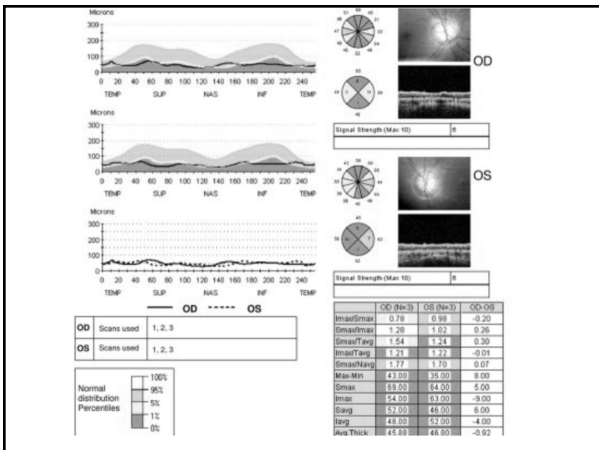 Microns
300
200
100
0
0 20 40 60 80 100 120 140 160 180 200 220 240
TEMP SUP NAS INF TEMP
OD
Signal Strength (Max 10) 6
Microns
300
200
100
0
0 20 40 60 80 100 120 140 160 180 200 220 240
TEMP SUP NAS INF TEMP
OS
Signal Strength (Max 10) 6
Microns
300
200
100
0
0 20 40 60 80 100 120 140 160 180 200 220 240
TEMP SUP NAS INF TEMP
OD OS
OD Scans used 1, 2, 3
OS Scans used 1, 2, 3
Normal
distribution
Percentiles
100%
95%
5%
1%
0%
OD (N=3) OS (N=3) OD-OS
Imax/Smax 0.78 0.98 -0.20
Smax/Imax 1.28 1.02 0.26
Smax/Tavg 1.54 1.24 0.30
Imax/Tavg 1.21 1.22 -0.01
Smax/Navg 1.77 1.70 0.07
Max-Min 43.00 35.00 8.00
Smax 69.00 64.00 5.00
Imax 54.00 63.00 -9.00
Savg 52.00 46.00 6.00
Iavg 48.00 52.00 -4.00
Avg.Thick 45.88 46.80 -0.92